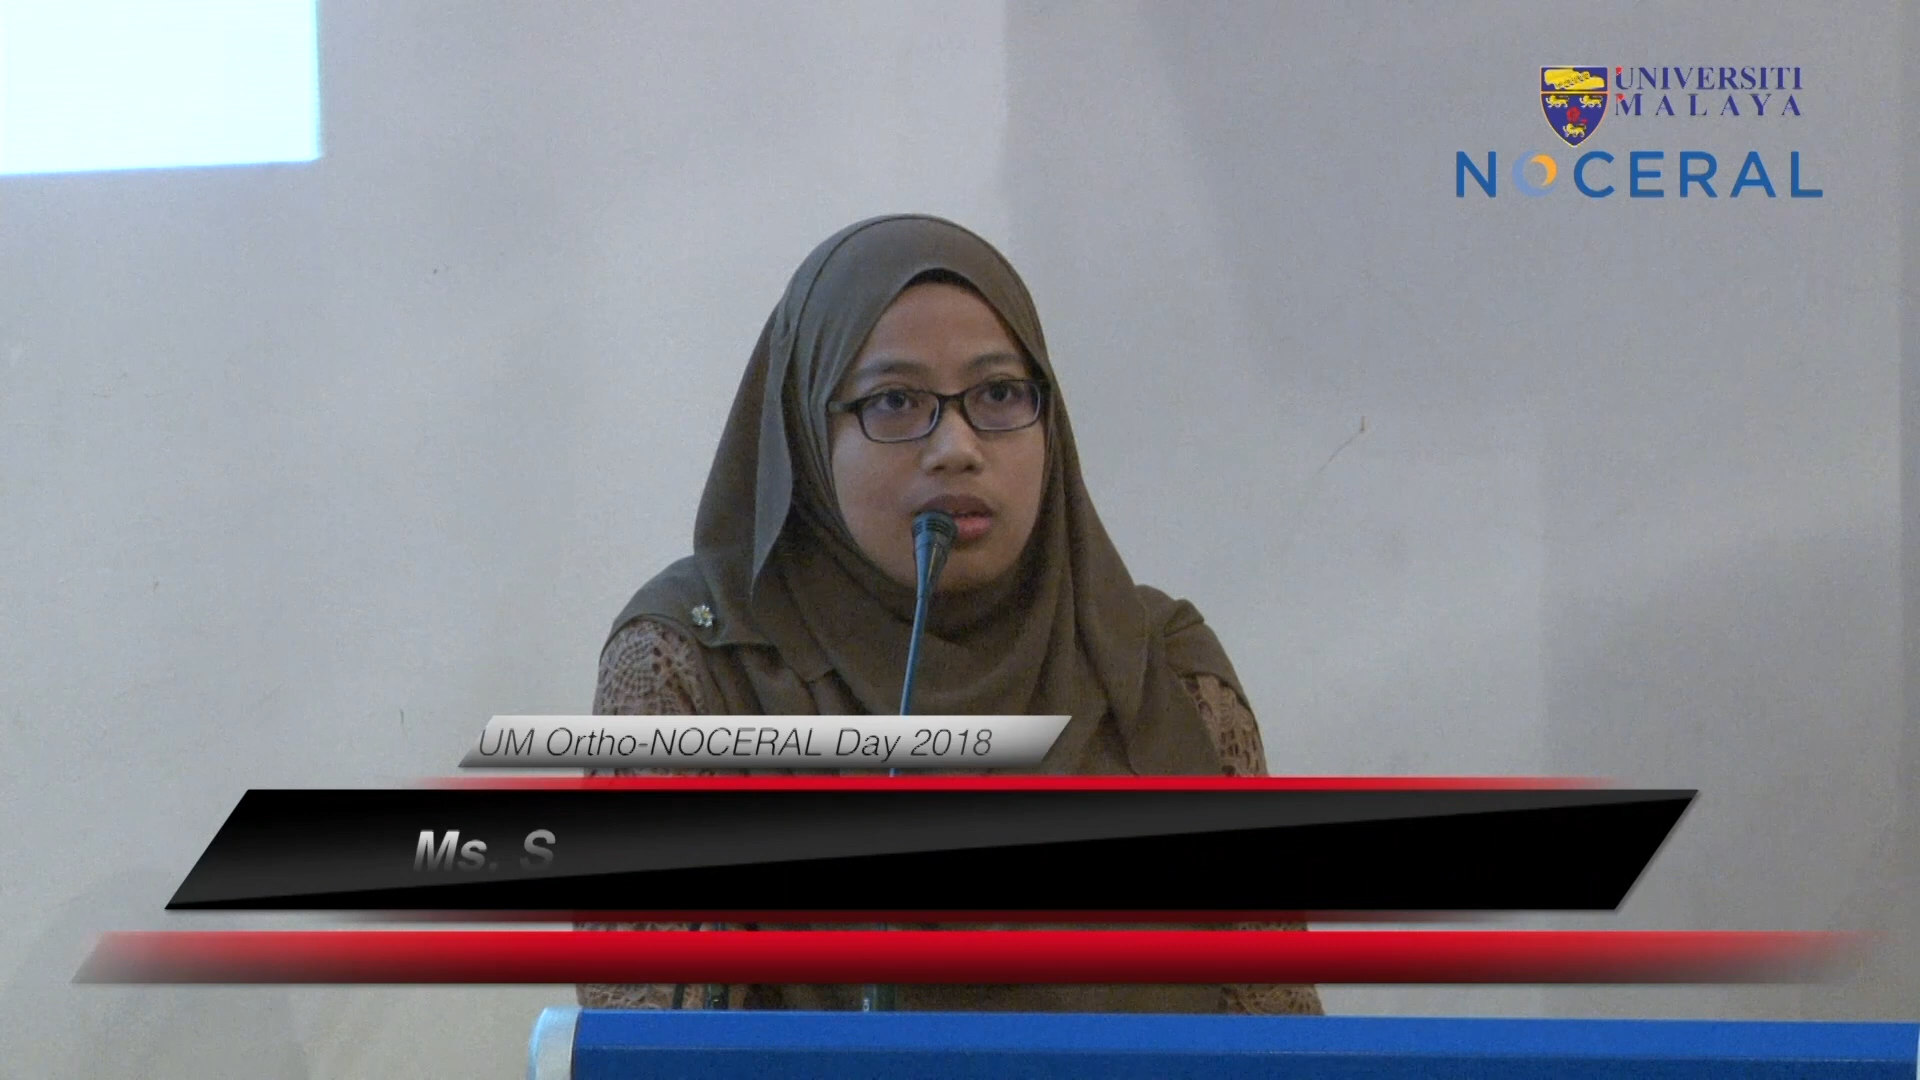 UNIVERSITI
MALAYA
NOCERAL
UM Ortho-NOCERAL Day 2018
Ms. S